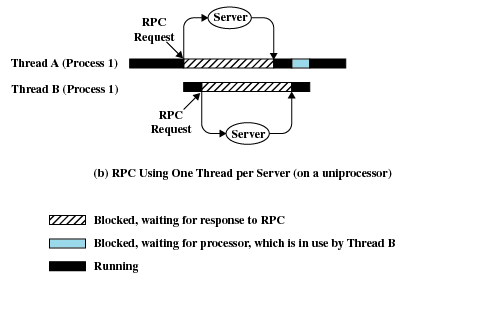 RPC
Request
Server
Thread A (Process 1)
Thread B (Process 1)
RPC
Request
Server
(b) RPC Using One Thread per Server (on a uniprocessor)
Blocked, waiting for response to RPC
Blocked, waiting for processor, which is in use by Thread B
Running